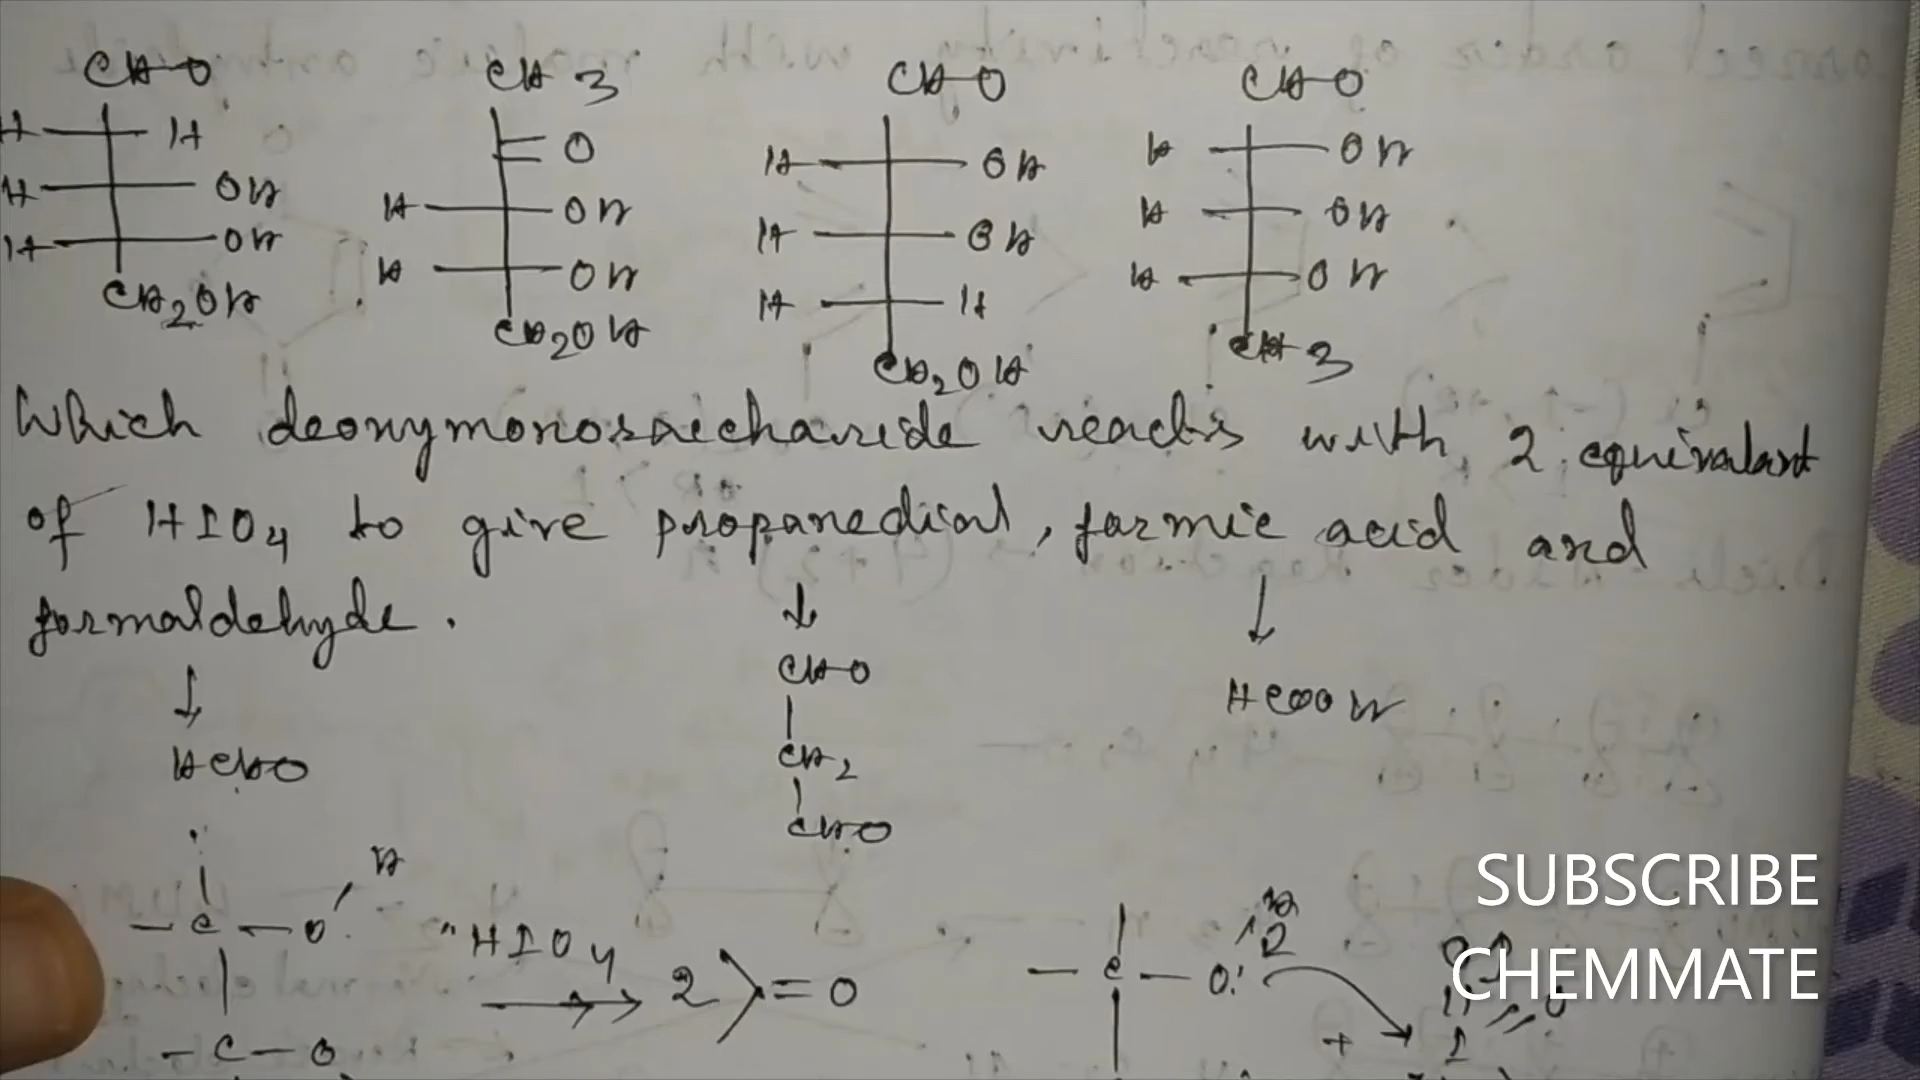 CHO CH3 CHO CHO
H H O H OH H OH
H OH H OH H OH H OH
H OH H OH H H H OH
CH2OH CH2OH CH2OH CH3
Which deoxymonosaccharide reacts with 2 equivalant
of HIO4 to give propanedial, formic acid and
formaldehyde.
CHO
HCOOH
CH2
HCHO
CHO
H
C O HIO4 2 =O C O:
C O + I
SUBSCRIBE
CHEMMATE